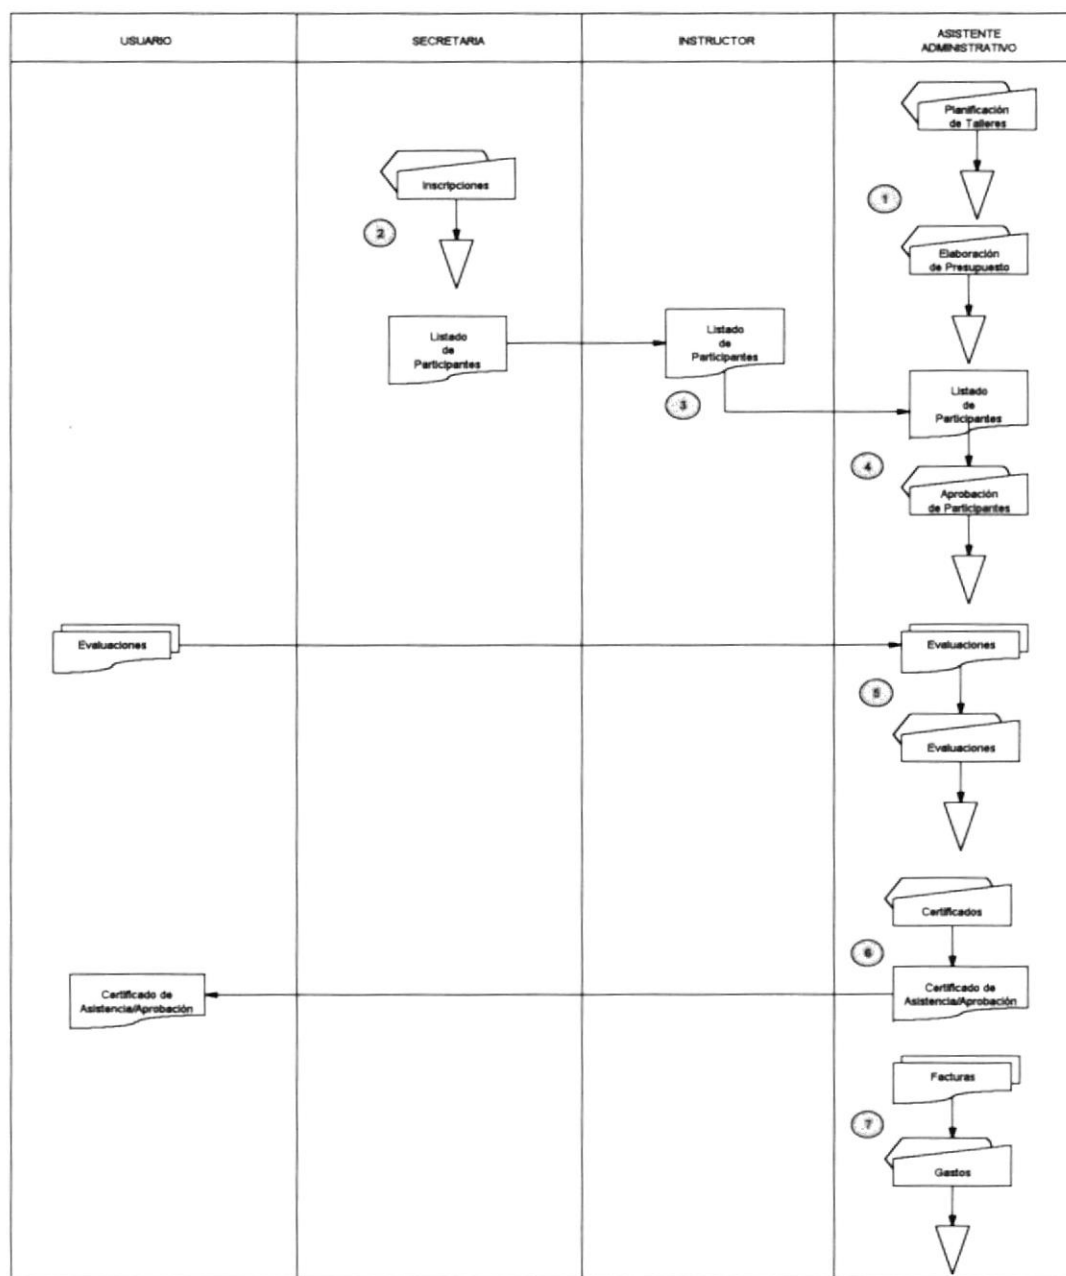 USUARIO
SECRETARIA
INSTRUCTOR
ASISTENTE
ADMINISTRATIVO
Planificación
de Talleres
1
Inscripciones
2
Elaboración
de Presupuesto
Listado
de
Participantes
Listado
de
Participantes
3
Listado
de
Participantes
4
Aprobación
de Participantes
Evaluaciones
Evaluaciones
5
Evaluaciones
Certificados
6
Certificado de
Asistencia/Aprobación
Certificado de
Asistencia/Aprobación
Facturas
7
Gastos